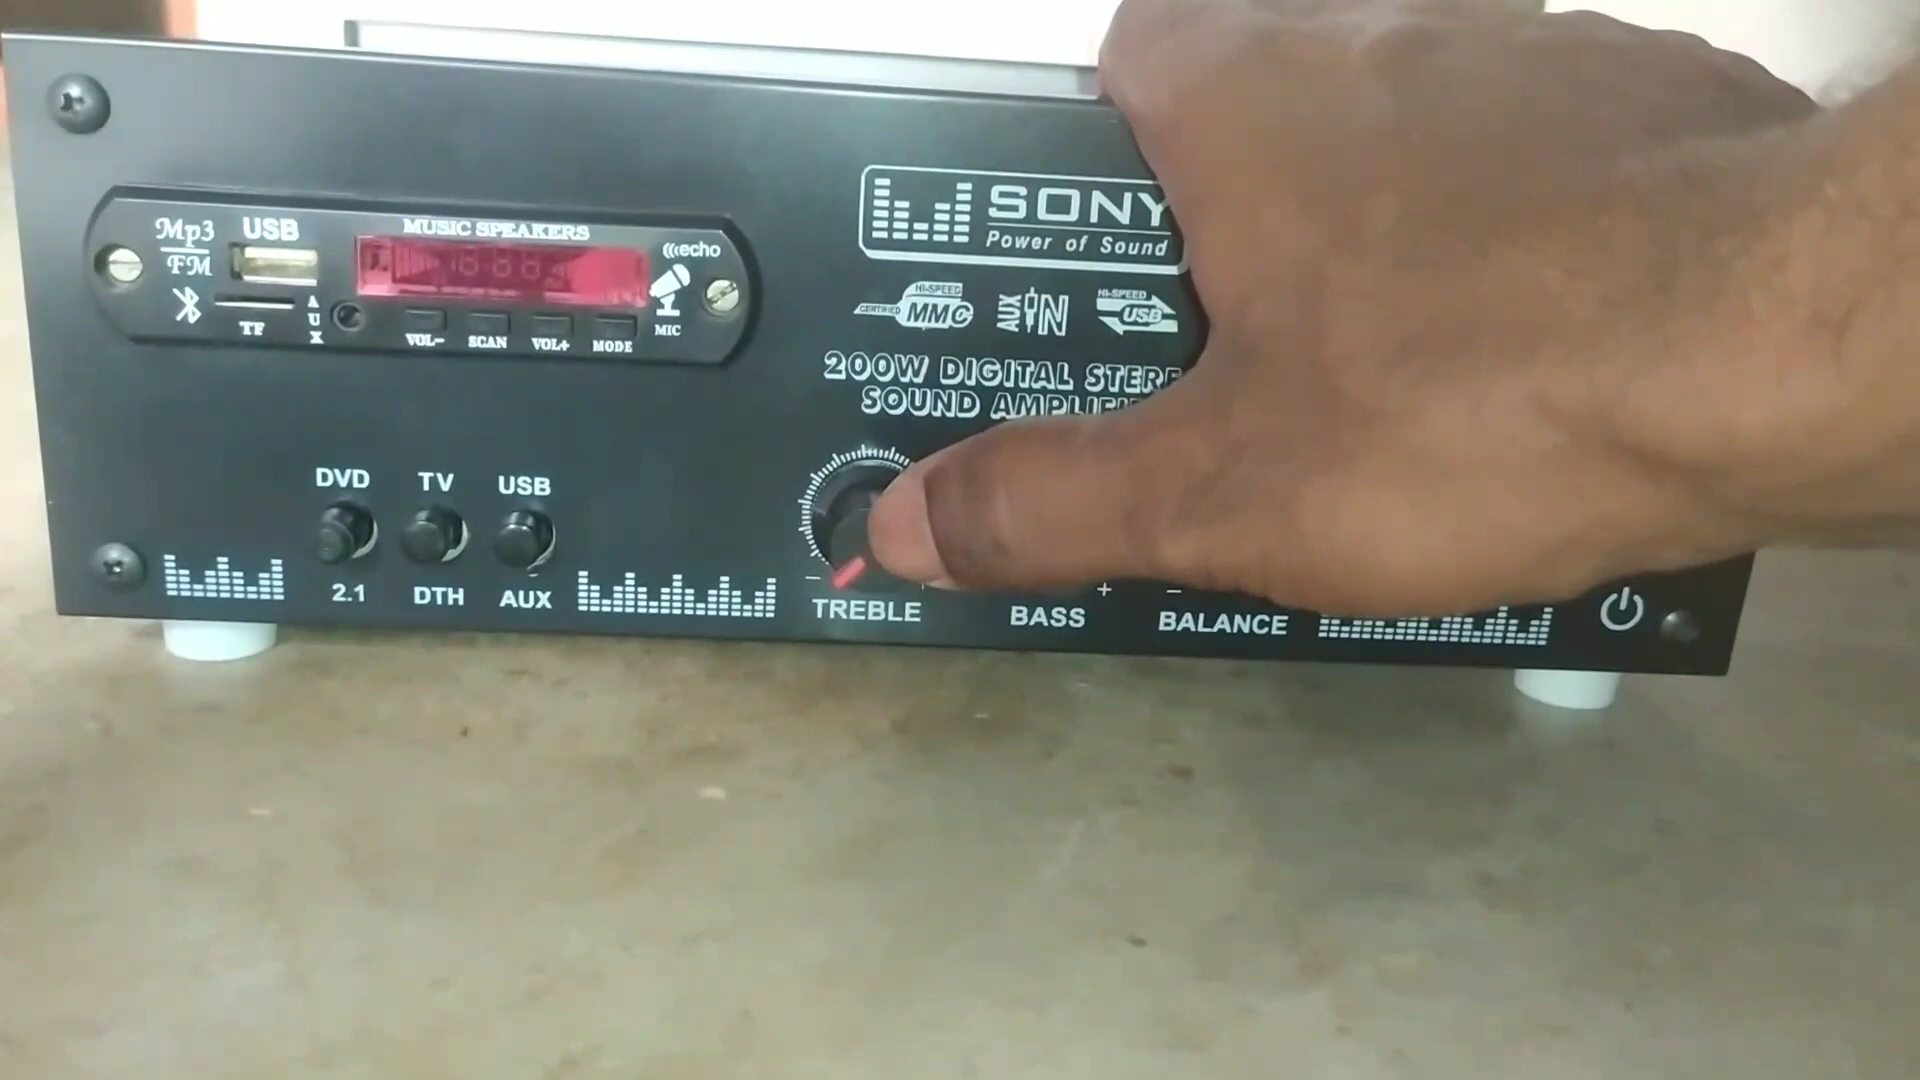 Mp3
FM
USB
MUSIC SPEAKERS
echo
TF
AUX
VOL-
SCAN
VOL+
MODE
MIC
SONY
Power of Sound
CERTIFIED
HI-SPEED
MMC
AUX IN
HI-SPEED
USB
200W DIGITAL
SOUND
DVD
TV
USB
2.1
DTH
AUX
- TREBLE +
BASS +
- BALANCE